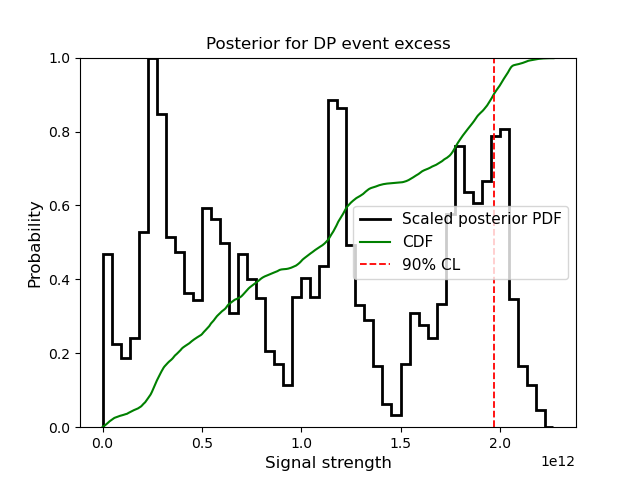 Posterior for DP event excess
1.0
0.8
0.6
0.4
0.2
0.0
Probability
Scaled posterior PDF
CDF
90% CL
0.0 0.5 1.0 1.5 2.0
1e12
Signal strength